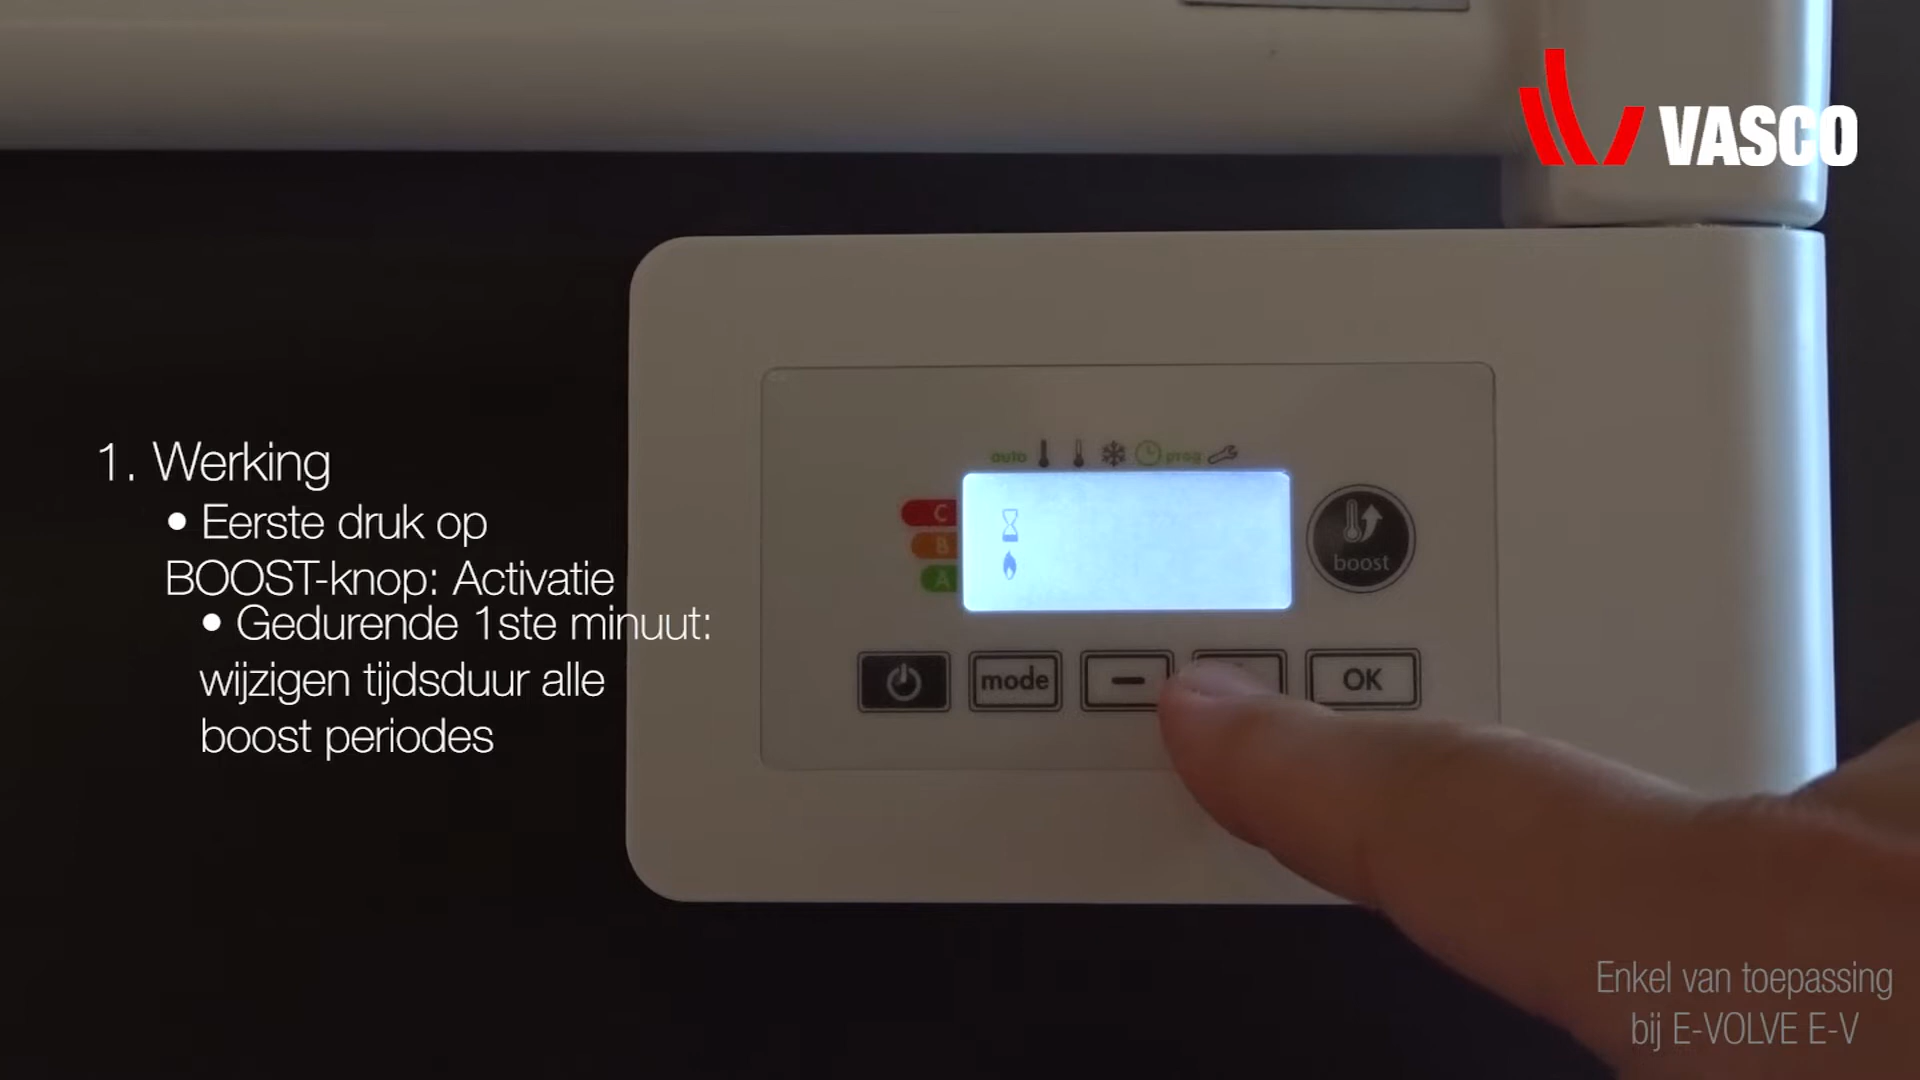 VASCO
1. Werking
• Eerste druk op
BOOST-knop: Activatie
• Gedurende 1ste minuut:
wijzigen tijdsduur alle
boost periodes
auto prog
C
B
A
boost
mode
OK
Enkel van toepassing
bij E-VOLVE E-V